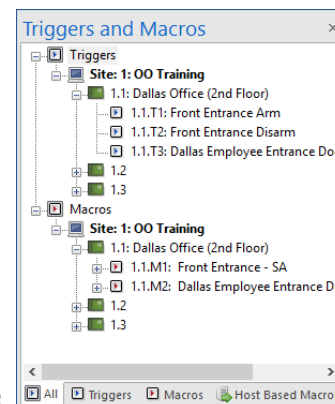 Triggers and Macros
Triggers
Site: 1: OO Training
1.1: Dallas Office (2nd Floor)
1.1.T1: Front Entrance Arm
1.1.T2: Front Entrance Disarm
1.1.T3: Dallas Employee Entrance Do
1.2
1.3
Macros
Site: 1: OO Training
1.1: Dallas Office (2nd Floor)
1.1.M1: Front Entrance - SA
1.1.M2: Dallas Employee Entrance D
1.2
1.3
All Triggers Macros Host Based Macro